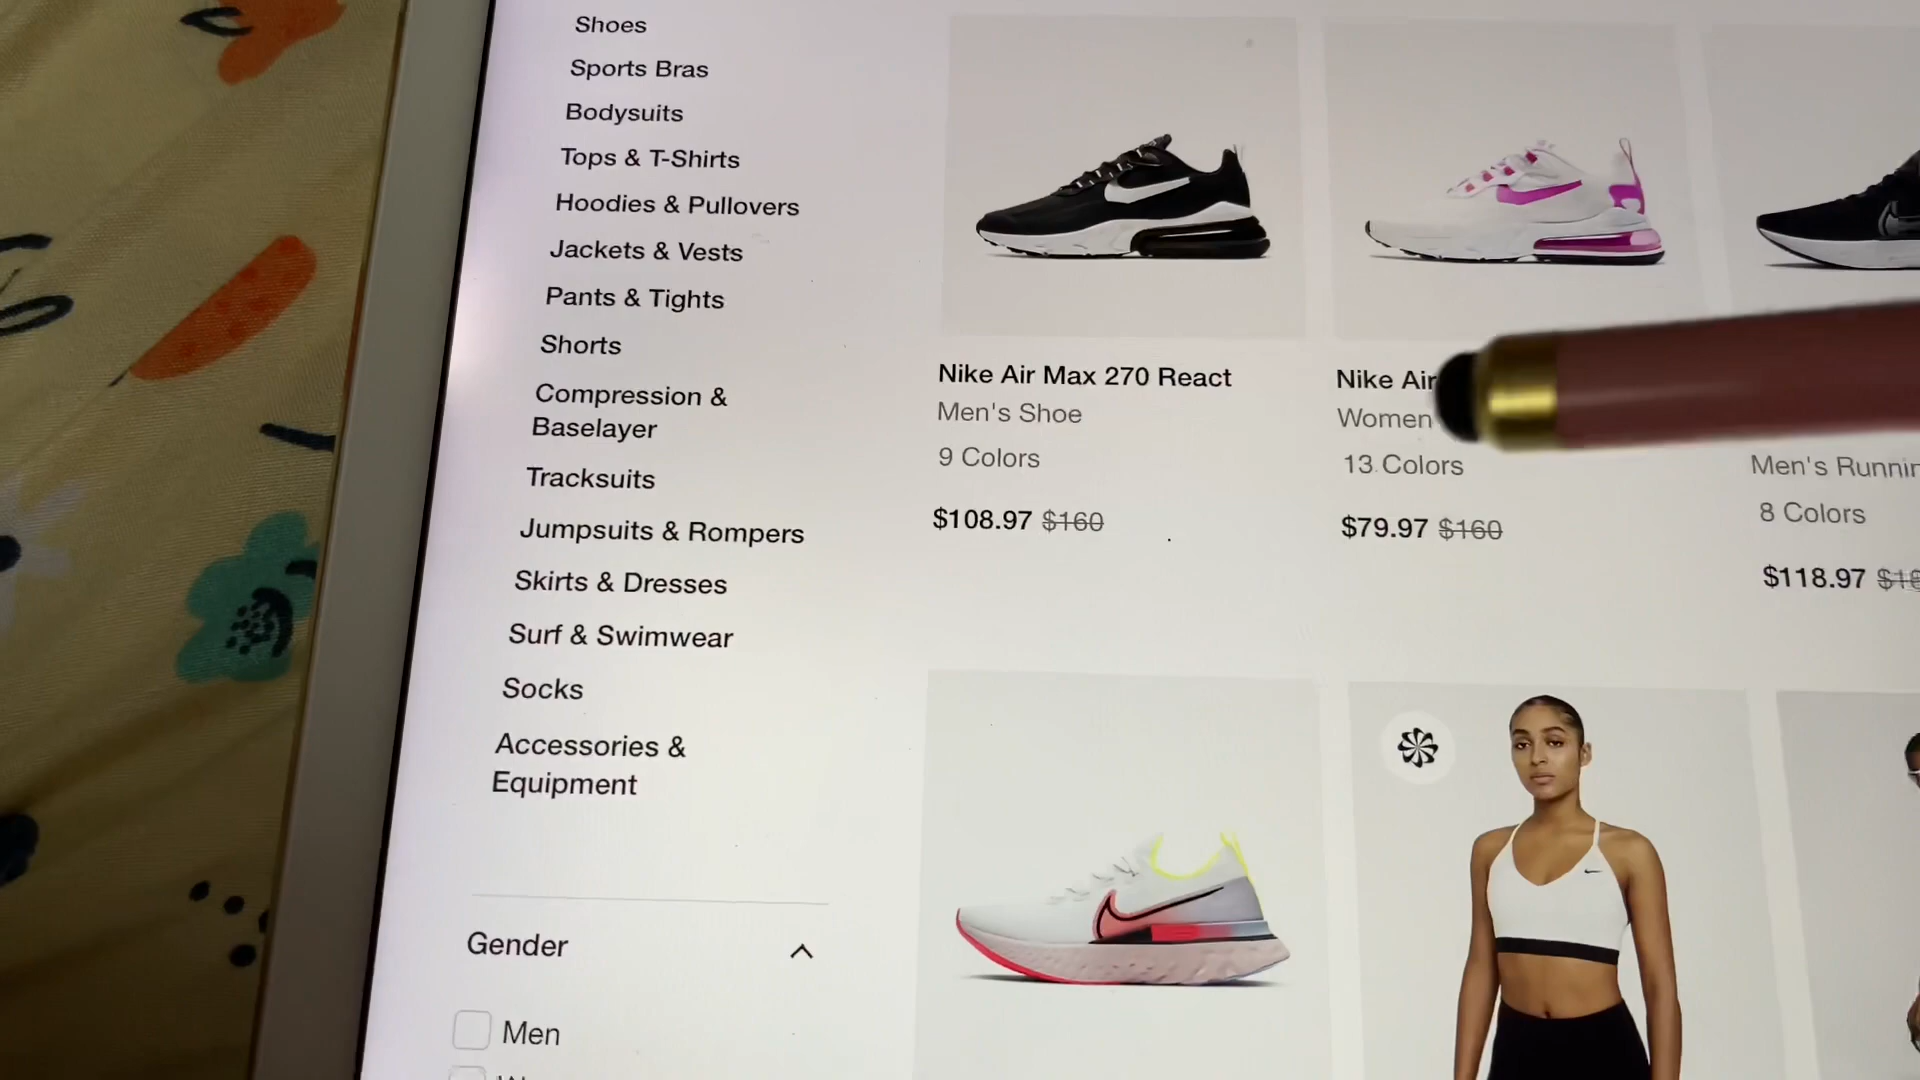 Shoes
Sports Bras
Bodysuits
Tops & T-Shirts
Hoodies & Pullovers
Jackets & Vests
Pants & Tights
Shorts
Compression &
Baselayer
Tracksuits
Jumpsuits & Rompers
Skirts & Dresses
Surf & Swimwear
Socks
Accessories &
Equipment
Gender
Men
Nike Air Max 270 React
Men's Shoe
9 Colors
$108.97 $160
Nike Air
Women
13 Colors
$79.97 $160
Men's
8 Colors
$118.97